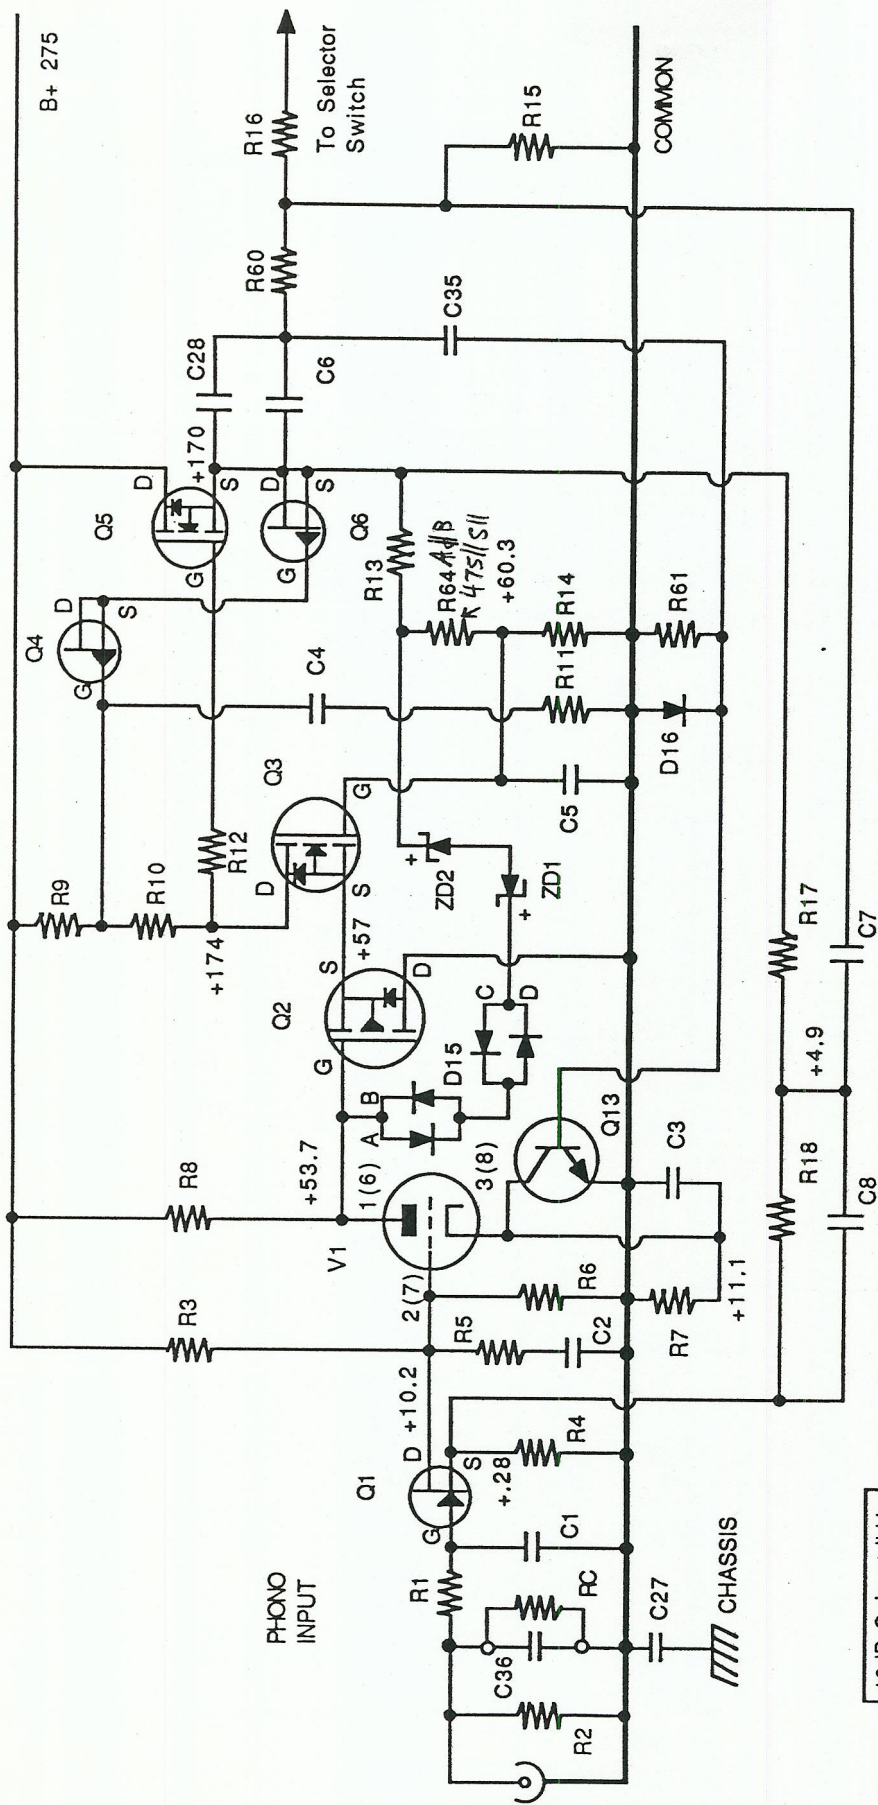 B+ 275
R3
R8
R9
Q4
D
S
G
R10
Q5
D
+170
S
G
C28
R60
R16
To Selector
Switch
PHONO
INPUT
+174
R12
Q3
D
G
S
C4
D
S
G
Q6
C6
V1
1(6)
+53.7
Q2
S
+57
G
D
A
B
D15
C
D
ZD2
+
ZD1
+
R13
R64 A||B
R 475||511
+60.3
C35
R15
Q1
D
+10.2
2(7)
3(8)
G
S
+.28
R1
R5
R6
Q13
C5
R11
R14
C36
RC
R2
C1
R4
C2
COMMON
C27
CHASSIS
R7
+11.1
C3
D16
R61
R18
+4.9
R17
C8
C7